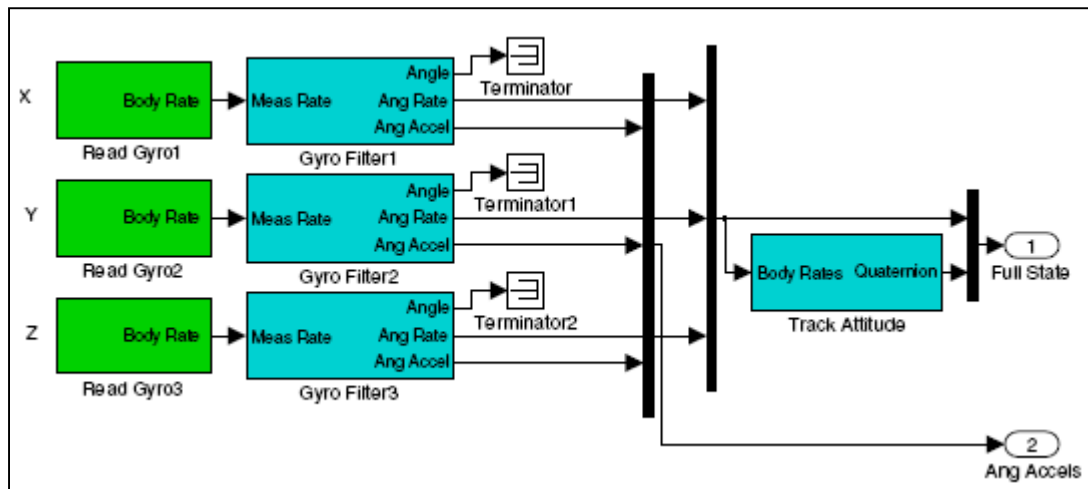 X
Body Rate
Read Gyro1
Meas Rate
Angle
Ang Rate
Ang Accel
Gyro Filter1
Terminator
Y
Body Rate
Read Gyro2
Meas Rate
Angle
Ang Rate
Ang Accel
Gyro Filter2
Terminator1
Z
Body Rate
Read Gyro3
Meas Rate
Angle
Ang Rate
Ang Accel
Gyro Filter3
Terminator2
Body Rates
Quaternion
Track Attitude
1
Full State
2
Ang Accels